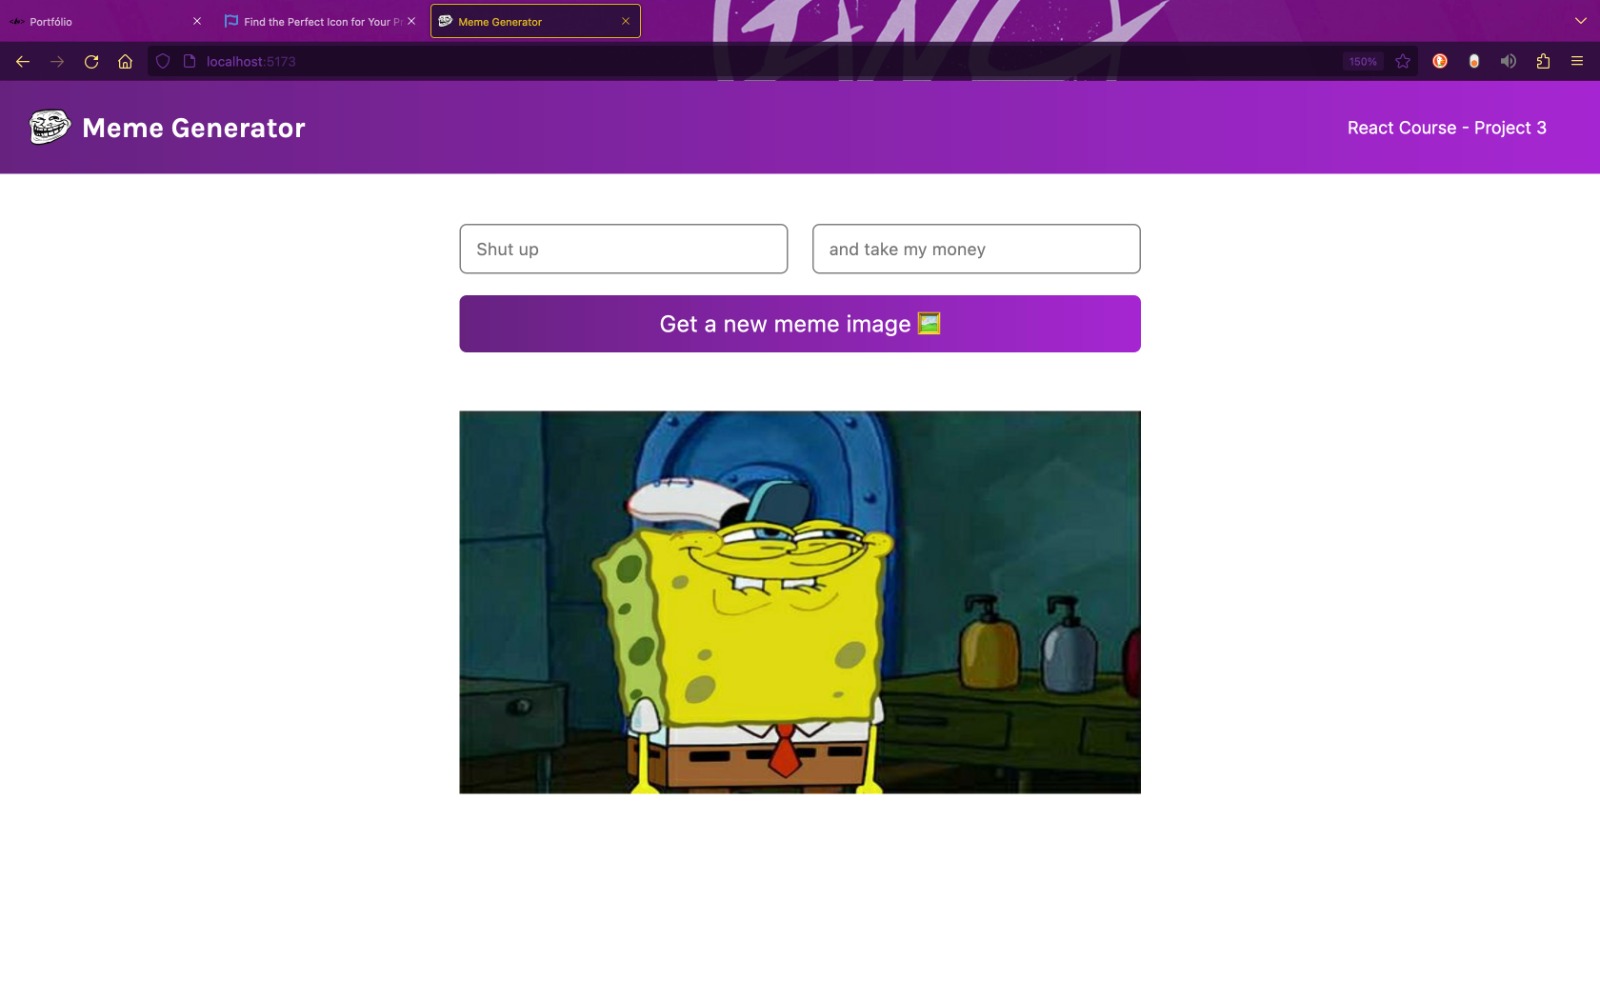 Portfólio
Find the Perfect Icon for Your Pr
Meme Generator
localhost:5173
150%
Meme Generator
React Course - Project 3
Shut up
and take my money
Get a new meme image 🖼️